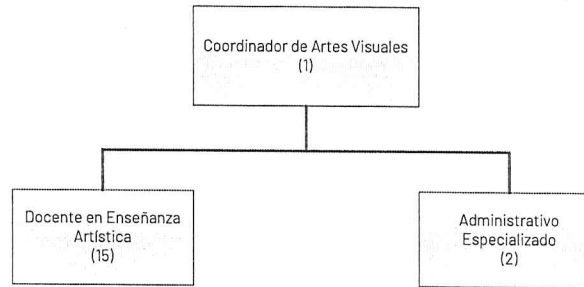 Coordinador de Artes Visuales
(1)
Docente en Enseñanza
Artística
(15)
Administrativo
Especializado
(2)